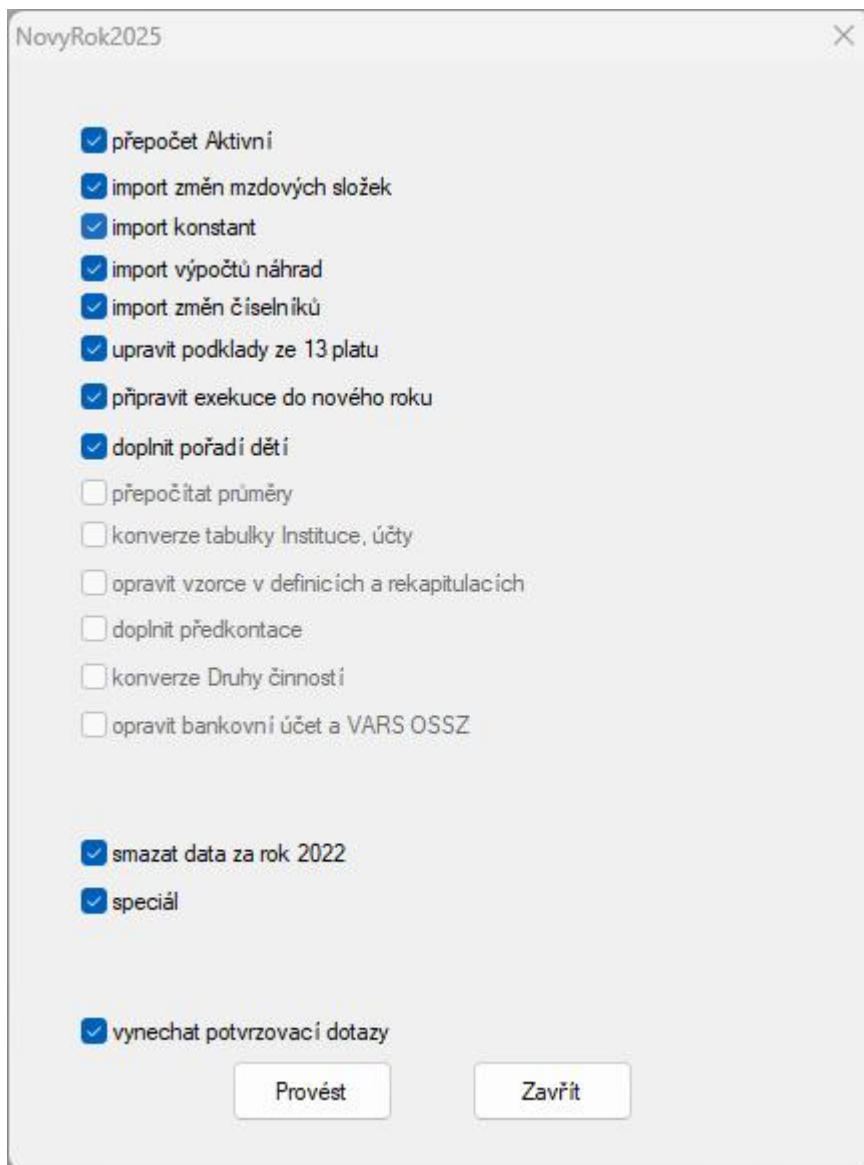 NovyRok2025
přepočet Aktivní
import změn mzdových složek
import konstant
import výpočtů náhrad
import změn číselníků
upravit podklady ze 13 platu
připravit exekuce do nového roku
doplnit pořadí dětí
přepočítat průměry
konverze tabulky Instituce, účty
opravit vzorce v definicích a rekapitulacích
doplnit předkontace
konverze Druhy činností
opravit bankovní účet a VARS OSSZ
smazat data za rok 2022
speciál
vynechat potvrzovací dotazy
Provést
Zavřít